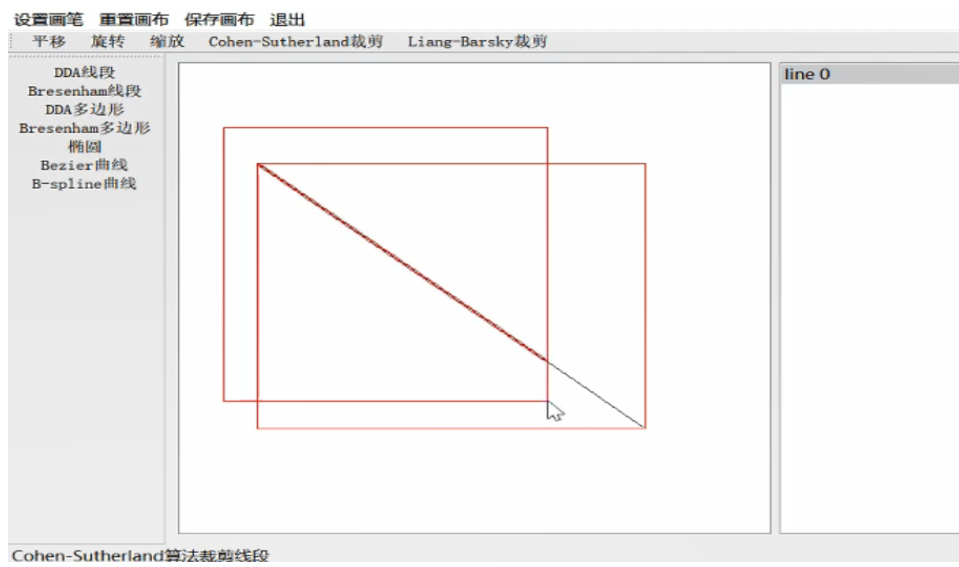 设置画笔 重置画布 保存画布 退出
平移 旋转 缩放 Cohen-Sutherland裁剪 Liang-Barsky裁剪
DDA线段
Bresenham线段
DDA多边形
Bresenham多边形
椭圆
Bezier曲线
B-spline曲线
line 0
Cohen-Sutherland算法裁剪线段